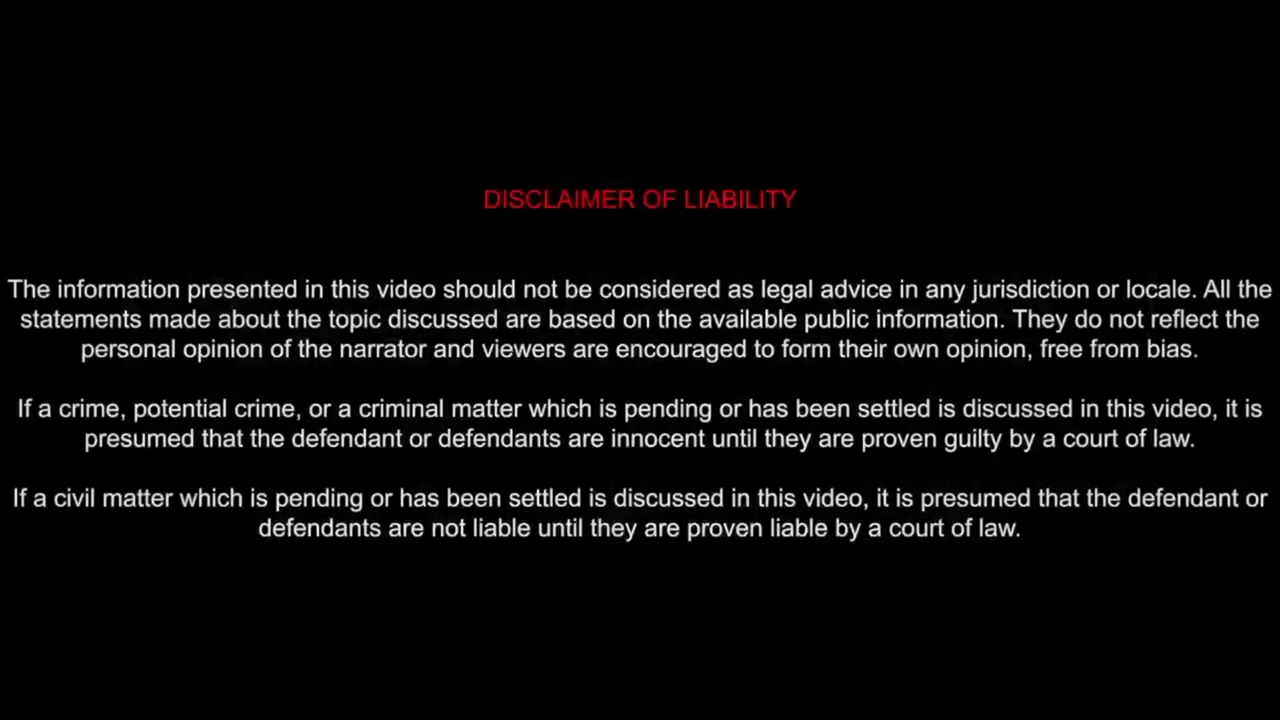 DISCLAIMER OF LIABILITY
The information presented in this video should not be considered as legal advice in any jurisdiction or locale. All the
statements made about the topic discussed are based on the available public information. They do not reflect the
personal opinion of the narrator and viewers are encouraged to form their own opinion, free from bias.
If a crime, potential crime, or a criminal matter which is pending or has been settled is discussed in this video, it is
presumed that the defendant or defendants are innocent until they are proven guilty by a court of law.
If a civil matter which is pending or has been settled is discussed in this video, it is presumed that the defendant or
defendants are not liable until they are proven liable by a court of law.